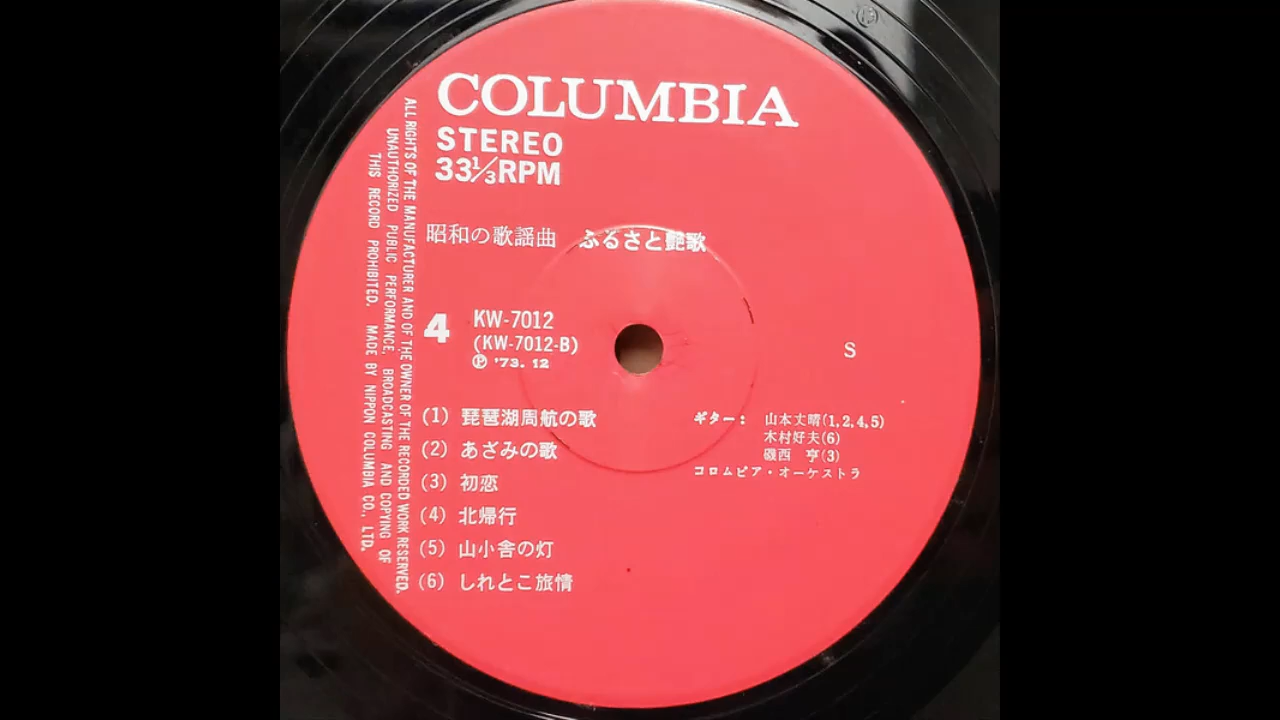 COLUMBIA
STEREO
33⅓RPM
昭和の歌謡曲 ふるさと艶歌
4 KW-7012
(KW-7012-B)
Ⓟ '73. 12
S
(1) 琵琶湖周航の歌
(2) あざみの歌
(3) 初恋
(4) 北帰行
(5) 山小舎の灯
(6) しれとこ旅情
ギター: 山本丈晴(1,2,4,5)
木村好夫(6)
磯西 亨(3)
コロムビア・オーケストラ
ALL RIGHTS OF THE MANUFACTURER AND OF THE OWNER OF THE RECORDED WORK RESERVED.
UNAUTHORIZED PUBLIC PERFORMANCE, BROADCASTING AND COPYING OF
THIS RECORD PROHIBITED. MADE BY NIPPON COLUMBIA CO., LTD.